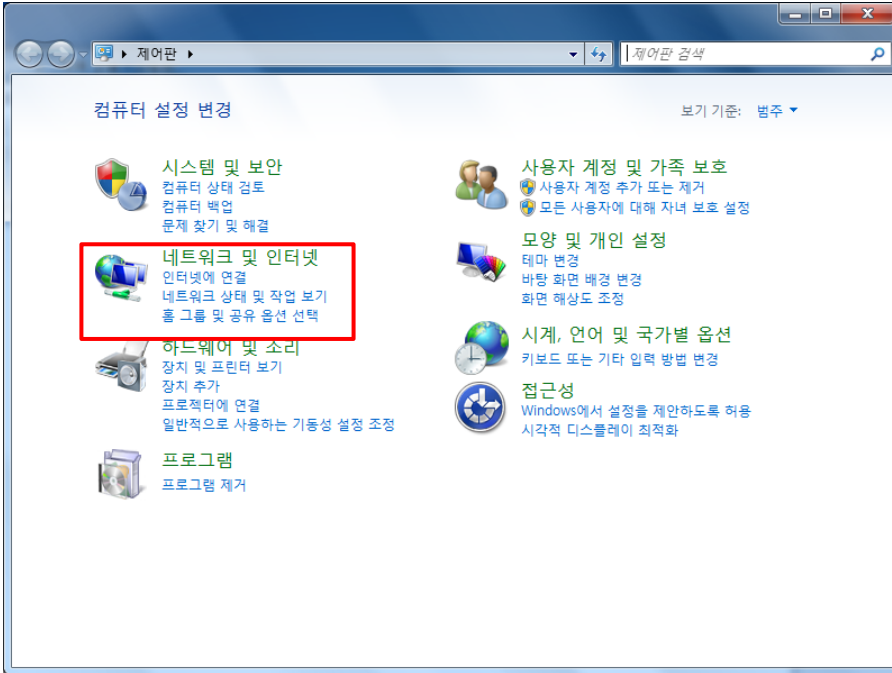 제어판
제어판 검색
컴퓨터 설정 변경
보기 기준: 범주
시스템 및 보안
컴퓨터 상태 검토
컴퓨터 백업
문제 찾기 및 해결
네트워크 및 인터넷
인터넷에 연결
네트워크 상태 및 작업 보기
홈 그룹 및 공유 옵션 선택
하드웨어 및 소리
장치 및 프린터 보기
장치 추가
프로젝터에 연결
일반적으로 사용하는 기동성 설정 조정
프로그램
프로그램 제거
사용자 계정 및 가족 보호
사용자 계정 추가 또는 제거
모든 사용자에 대해 자녀 보호 설정
모양 및 개인 설정
테마 변경
바탕 화면 배경 변경
화면 해상도 조정
시계, 언어 및 국가별 옵션
키보드 또는 기타 입력 방법 변경
접근성
Windows에서 설정을 제안하도록 허용
시각적 디스플레이 최적화